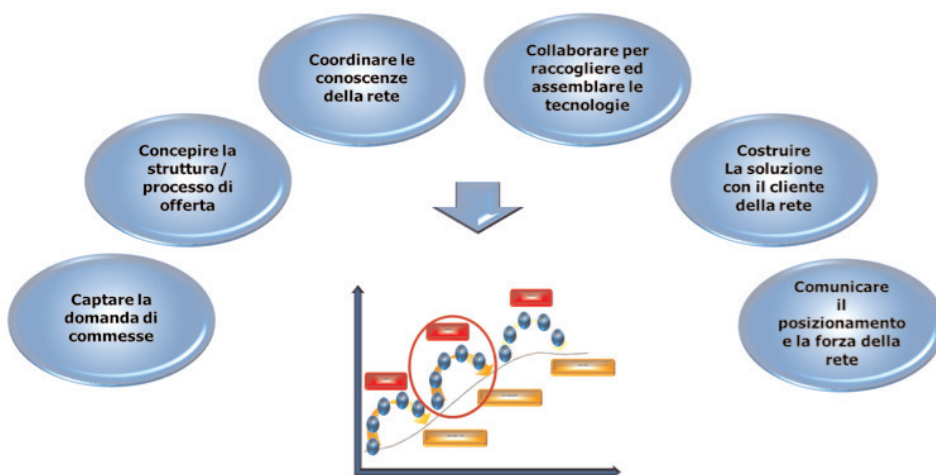 Captare la
domanda di
commesse
Concepire la
struttura/
processo di
offerta
Coordinare le
conoscenze
della rete
Collaborare per
raccogliere ed
assemblare le
tecnologie
Costruire
La soluzione
con il cliente
della rete
Comunicare
il
posizionamento
e la forza della
rete